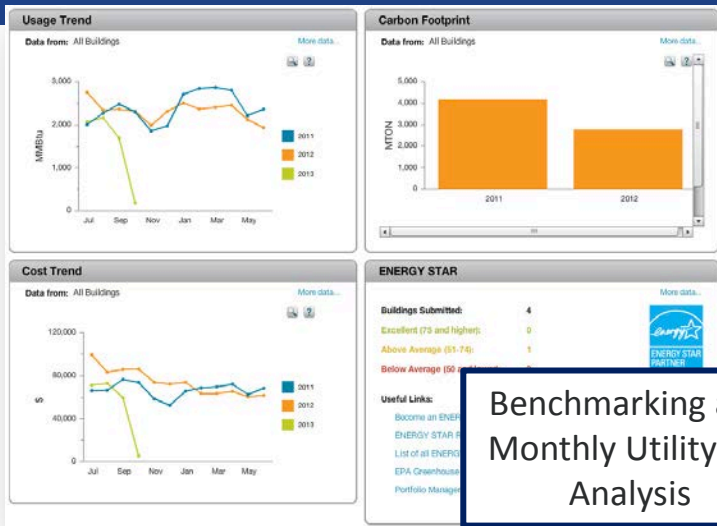 Usage Trend
Data from: All Buildings
More data...
3,000
2,000
1,000
0
MMBtu
Jul Sep Nov Jan Mar May
2011
2012
2013
Carbon Footprint
Data from: All Buildings
More data...
5,000
4,000
3,000
2,000
1,000
0
MTON
2011 2012
Cost Trend
Data from: All Buildings
More data...
120,000
80,000
40,000
0
$
Jul Sep Nov Jan Mar May
2011
2012
2013
ENERGY STAR
More data...
Buildings Submitted: 4
Excellent (75 and higher): 0
Above Average (51-74): 1
Below Average (50
energy
ENERGY STAR
PARTNER
Useful Links:
Become an ENER
ENERGY STAR
List of all ENERG
EPA Greenhouse
Portfolio Manager
Benchmarking
Monthly Utility
Analysis